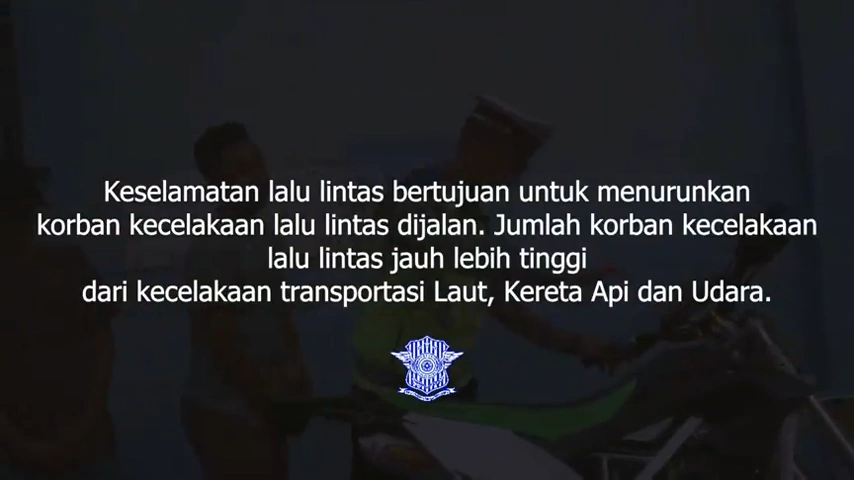 Keselamatan lalu lintas bertujuan untuk menurunkan
korban kecelakaan lalu lintas dijalan. Jumlah korban kecelakaan
lalu lintas jauh lebih tinggi
dari kecelakaan transportasi Laut, Kereta Api dan Udara.